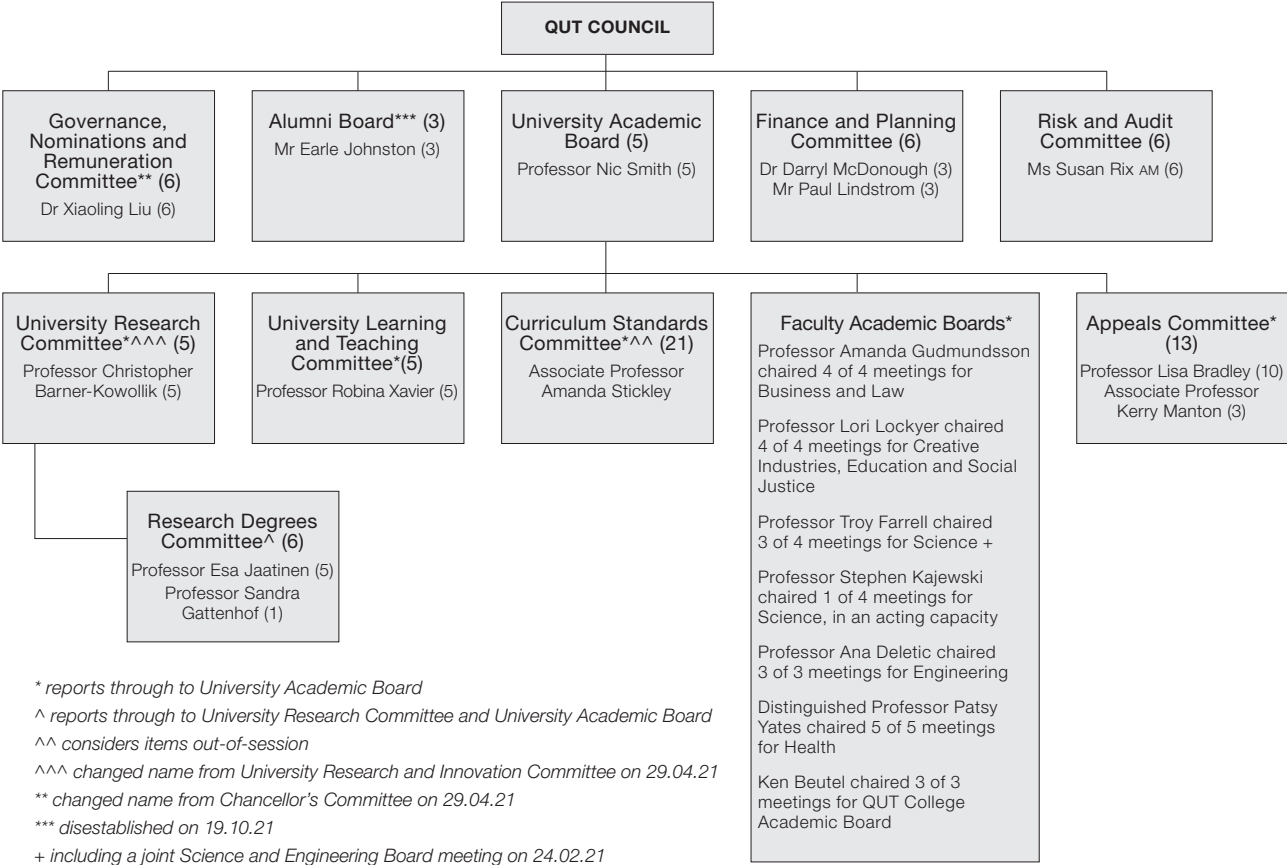 QUT COUNCIL
Governance,
Nominations and
Remuneration
Committee** (6)
Dr Xiaoling Liu (6)
Alumni Board*** (3)
Mr Earle Johnston (3)
University Academic
Board (5)
Professor Nic Smith (5)
Finance and Planning
Committee (6)
Dr Darryl McDonough (3)
Mr Paul Lindstrom (3)
Risk and Audit
Committee (6)
Ms Susan Rix AM (6)
University Research
Committee*^^^ (5)
Professor Christopher
Barner-Kowollik (5)
University Learning
and Teaching
Committee*(5)
Professor Robina Xavier (5)
Curriculum Standards
Committee*^^ (21)
Associate Professor
Amanda Stickley
Faculty Academic Boards*
Professor Amanda Gudmundsson
chaired 4 of 4 meetings for
Business and Law
Professor Lori Lockyer chaired
4 of 4 meetings for Creative
Industries, Education and Social
Justice
Professor Troy Farrell chaired
3 of 4 meetings for Science +
Professor Stephen Kajewski
chaired 1 of 4 meetings for
Science, in an acting capacity
Professor Ana Deletic chaired
3 of 3 meetings for Engineering
Distinguished Professor Patsy
Yates chaired 5 of 5 meetings
for Health
Ken Beutel chaired 3 of 3
meetings for QUT College
Academic Board
Appeals Committee*
(13)
Professor Lisa Bradley (10)
Associate Professor
Kerry Manton (3)
Research Degrees
Committee^ (6)
Professor Esa Jaatinen (5)
Professor Sandra
Gattenhof (1)
* reports through to University Academic Board
^ reports through to University Research Committee and University Academic Board
^^ considers items out-of-session
^^^ changed name from University Research and Innovation Committee on 29.04.21
** changed name from Chancellor's Committee on 29.04.21
*** disestablished on 19.10.21
+ including a joint Science and Engineering Board meeting on 24.02.21